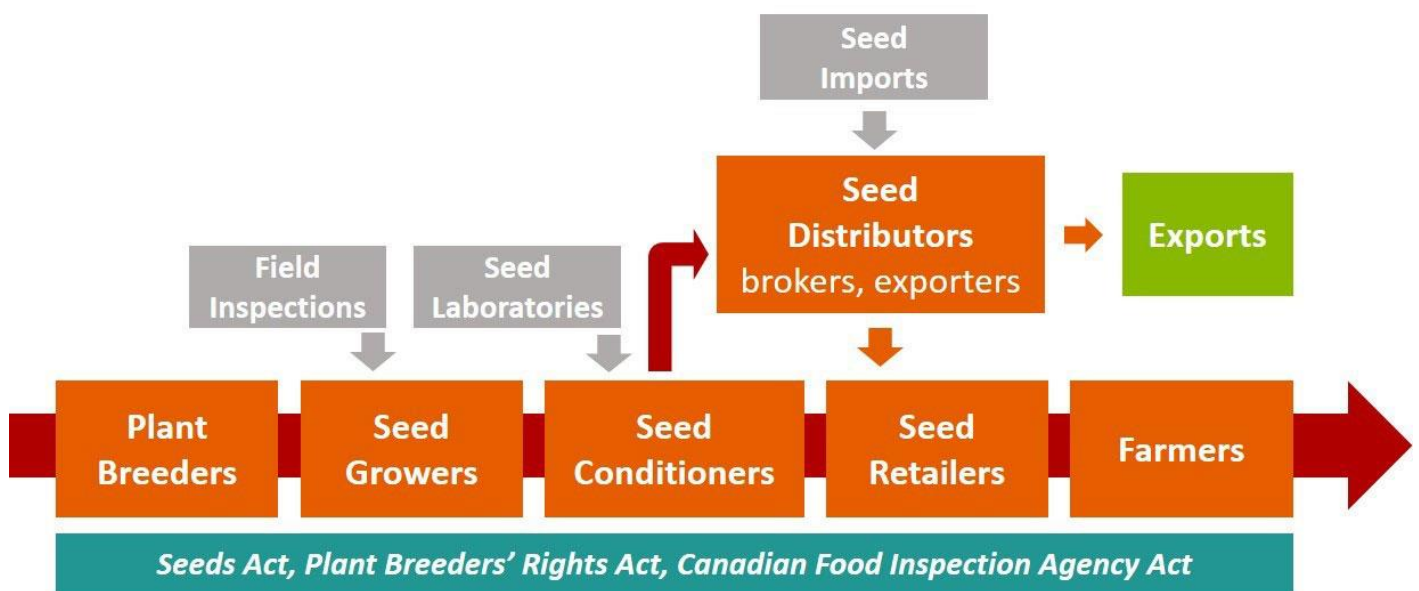 Seed
Imports
Seed
Distributors
brokers, exporters
Exports
Field
Inspections
Seed
Laboratories
Plant
Breeders
Seed
Growers
Seed
Conditioners
Seed
Retailers
Farmers
Seeds Act, Plant Breeders’ Rights Act, Canadian Food Inspection Agency Act